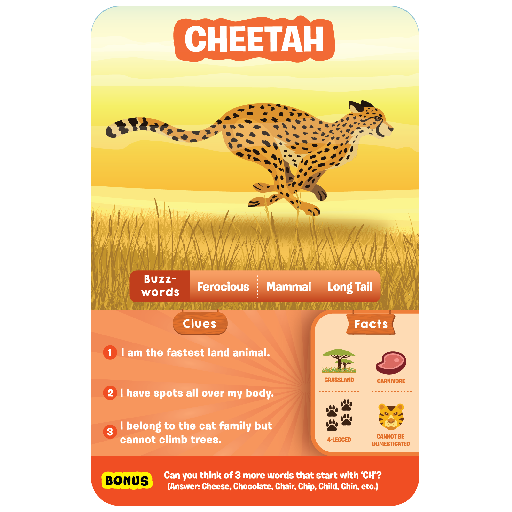 CHEETAH
Buzz-
words
Ferocious
Mammal
Long Tail
Clues
1 I am the fastest land animal.
2 I have spots all over my body.
3 I belong to the cat family but
cannot climb trees.
Facts
GRASSLAND
CARNIVORE
4-LEGGED
CANNOT BE
DOMESTICATED
BONUS
Can you think of 3 more words that start with 'CH'?
(Answer: Cheese, Chocolate, Chair, Chip, Child, Chin, etc.)